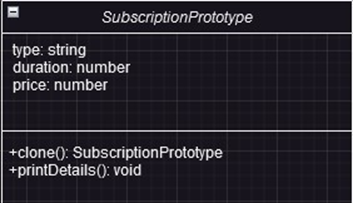 SubscriptionPrototype
type: string
duration: number
price: number
+clone(): SubscriptionPrototype
+printDetails(): void